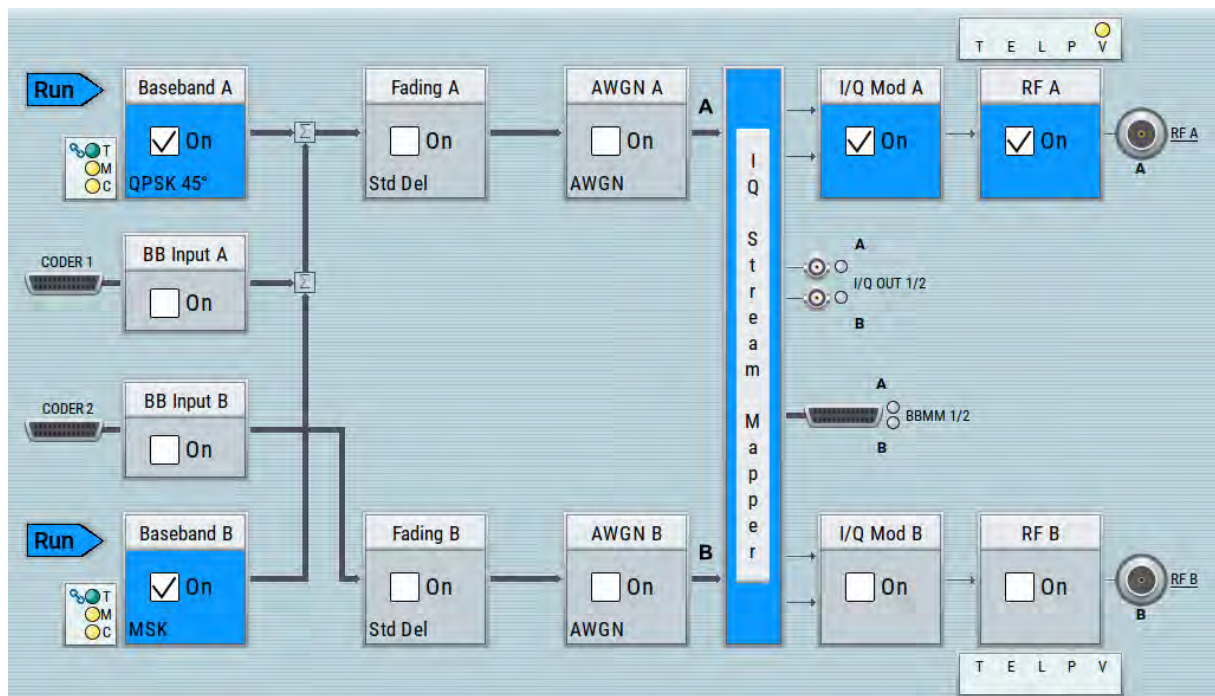 T E L P V
Run
Baseband A
On
QPSK 45°
T
M
C
Fading A
On
Std Del
AWGN A
On
AWGN
A
I/Q Mod A
On
RF A
On
RF A
A
Σ
CODER 1
BB Input A
On
Σ
I
Q
S
t
r
e
a
m
M
a
p
p
e
r
A
I/Q OUT 1/2
B
CODER 2
BB Input B
On
A
BBMM 1/2
B
Run
Baseband B
On
MSK
T
M
C
Fading B
On
Std Del
AWGN B
On
AWGN
B
I/Q Mod B
On
RF B
On
RF B
B
T E L P V